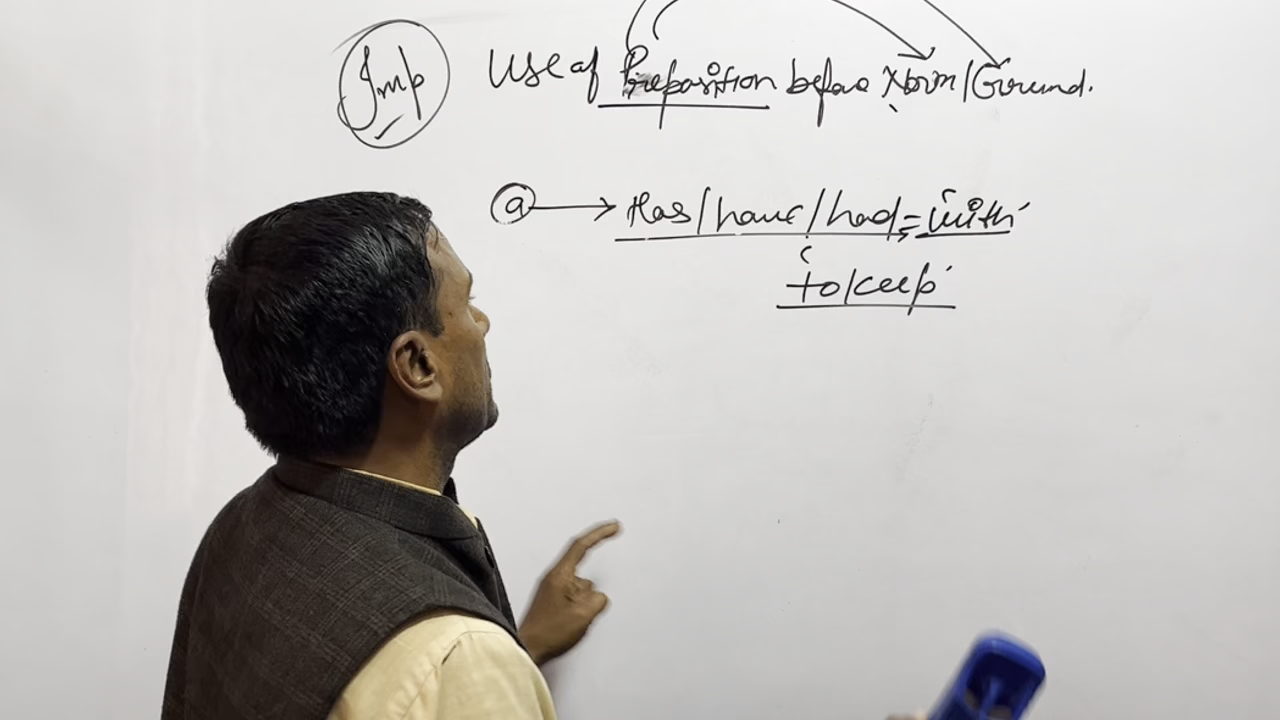 Imp
Use of Preposition before Noun/Gerund.
a → Has/have/had = with
to keep